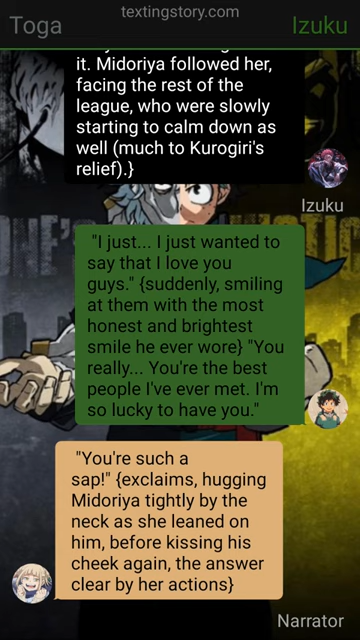 textingstory.com
Toga
Izuku
it. Midoriya followed her,
facing the rest of the
league, who were slowly
starting to calm down as
well (much to Kurogiri's
relief).}
Izuku
"I just... I just wanted to
say that I love you
guys." {suddenly, smiling
at them with the most
honest and brightest
smile he ever wore} "You
really... You're the best
people I've ever met. I'm
so lucky to have you."
"You're such a
sap!" {exclaims, hugging
Midoriya tightly by the
neck as she leaned on
him, before kissing his
cheek again, the answer
clear by her actions}
Narrator